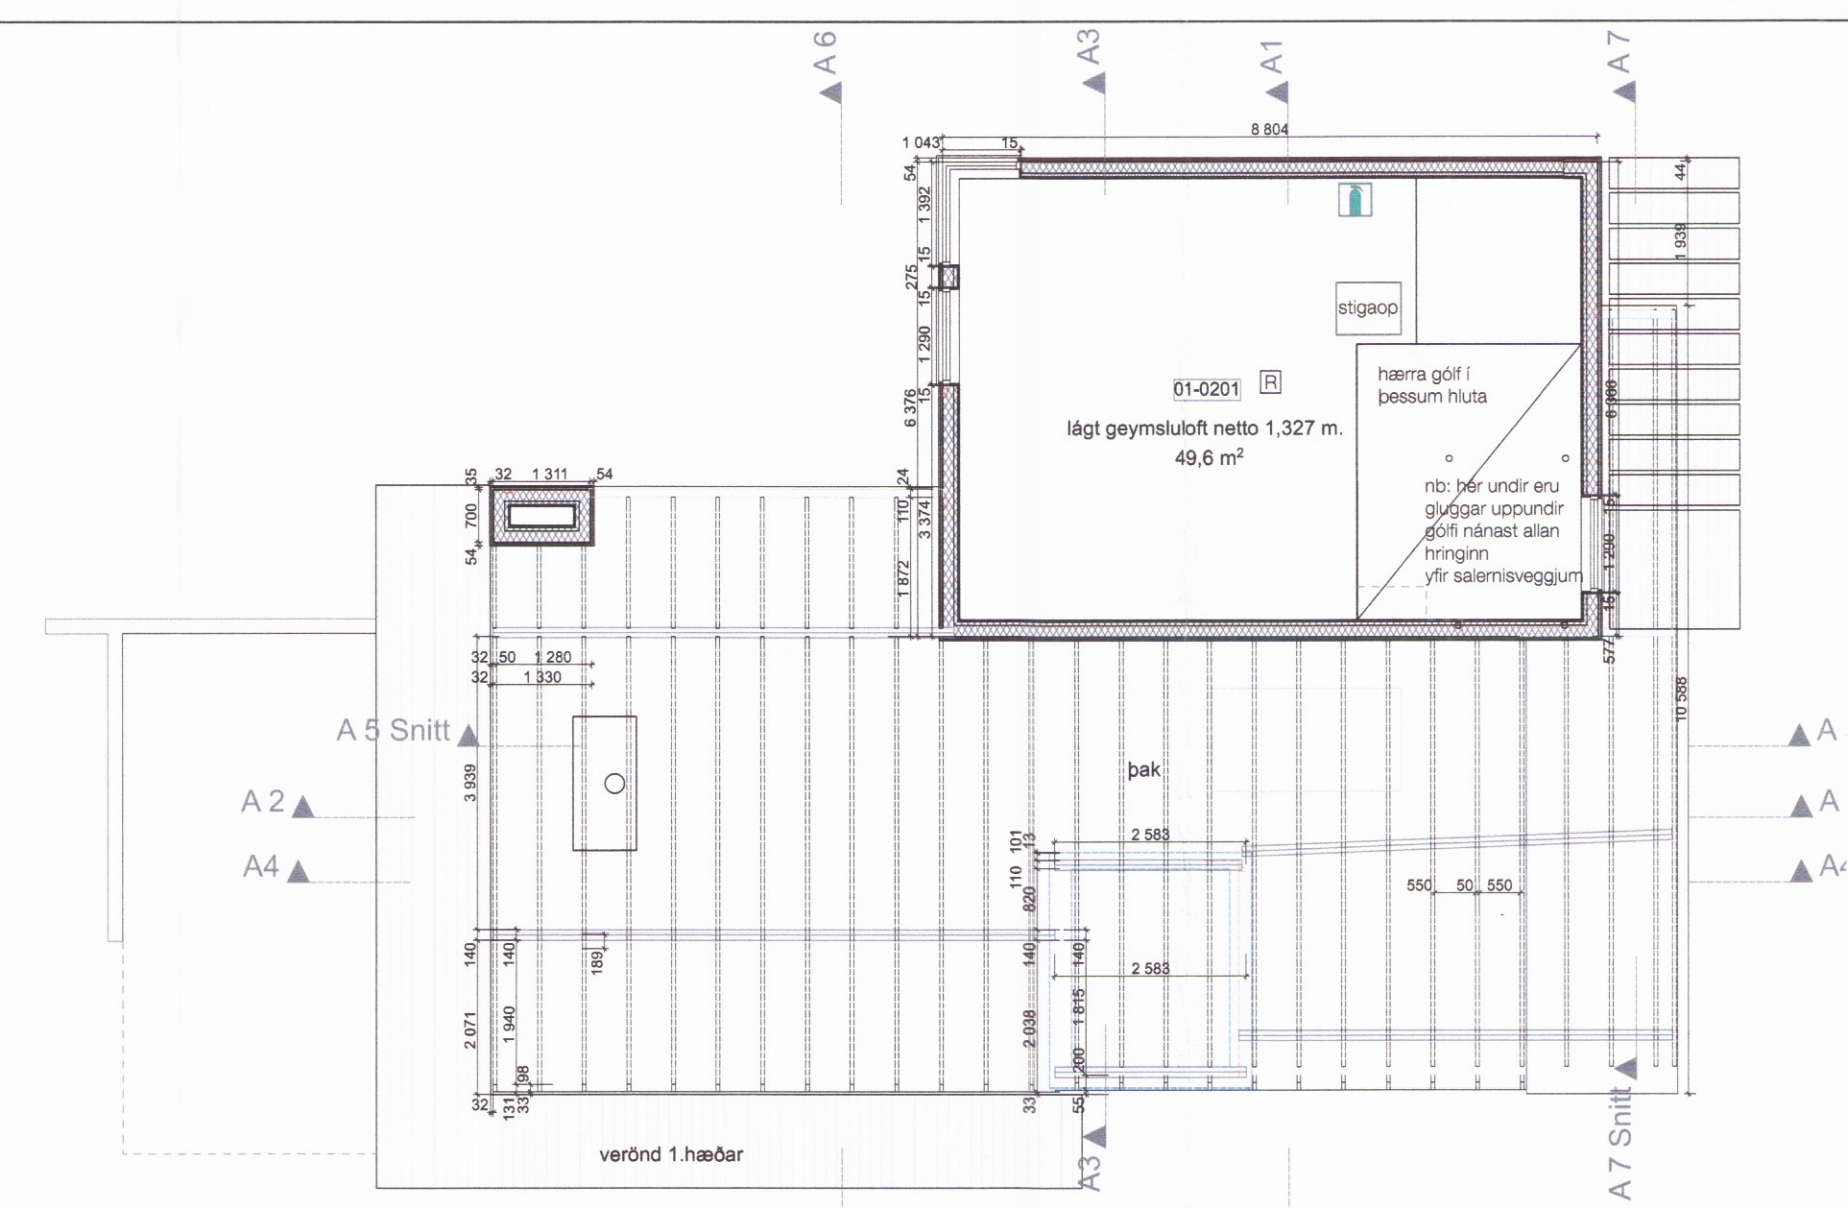 A 6
A3
A1
A 7
8 804
1 043
15
54
1 392
15
275
15
1 290
15
6 376
24
110
3 374
1 872
44
1 939
stigaop
01-0201
R
lágt geymsluloft netto 1,327 m.
49,6 m²
hærra gólf í
þessum hluta
nb: hér undir eru
gluggar uppundir
gólfi nánast allan
hringinn
yfir salernisveggjum
15
1 290
15
577
10 588
35
32
1 311
54
700
54
32
50
1 280
32
1 330
A 5 Snitt
A 2
A4
3 939
þak
A
A
2 583
101
13
110
820
550
50
550
140
140
189
140
140
2 583
2 071
1 940
2 038
1 815
200
98
32
131
33
33
55
verönd 1.hæðar
A3
A 7 Snitt